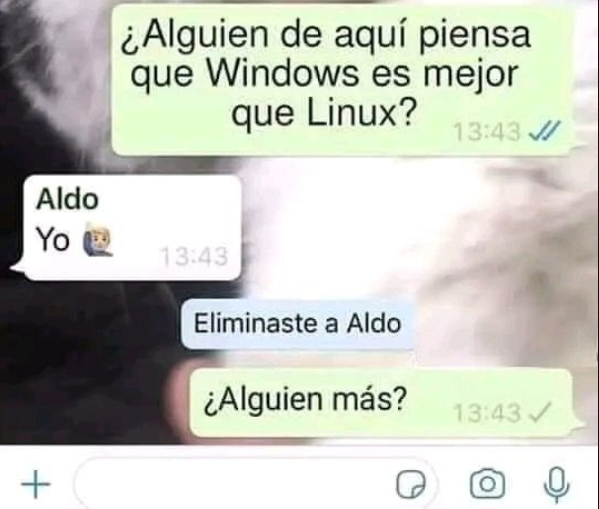 ¿Alguien de aquí piensa
que Windows es mejor
que Linux?
13:43
Aldo
Yo 🙋🏼‍♂️
13:43
Eliminaste a Aldo
¿Alguien más?
13:43